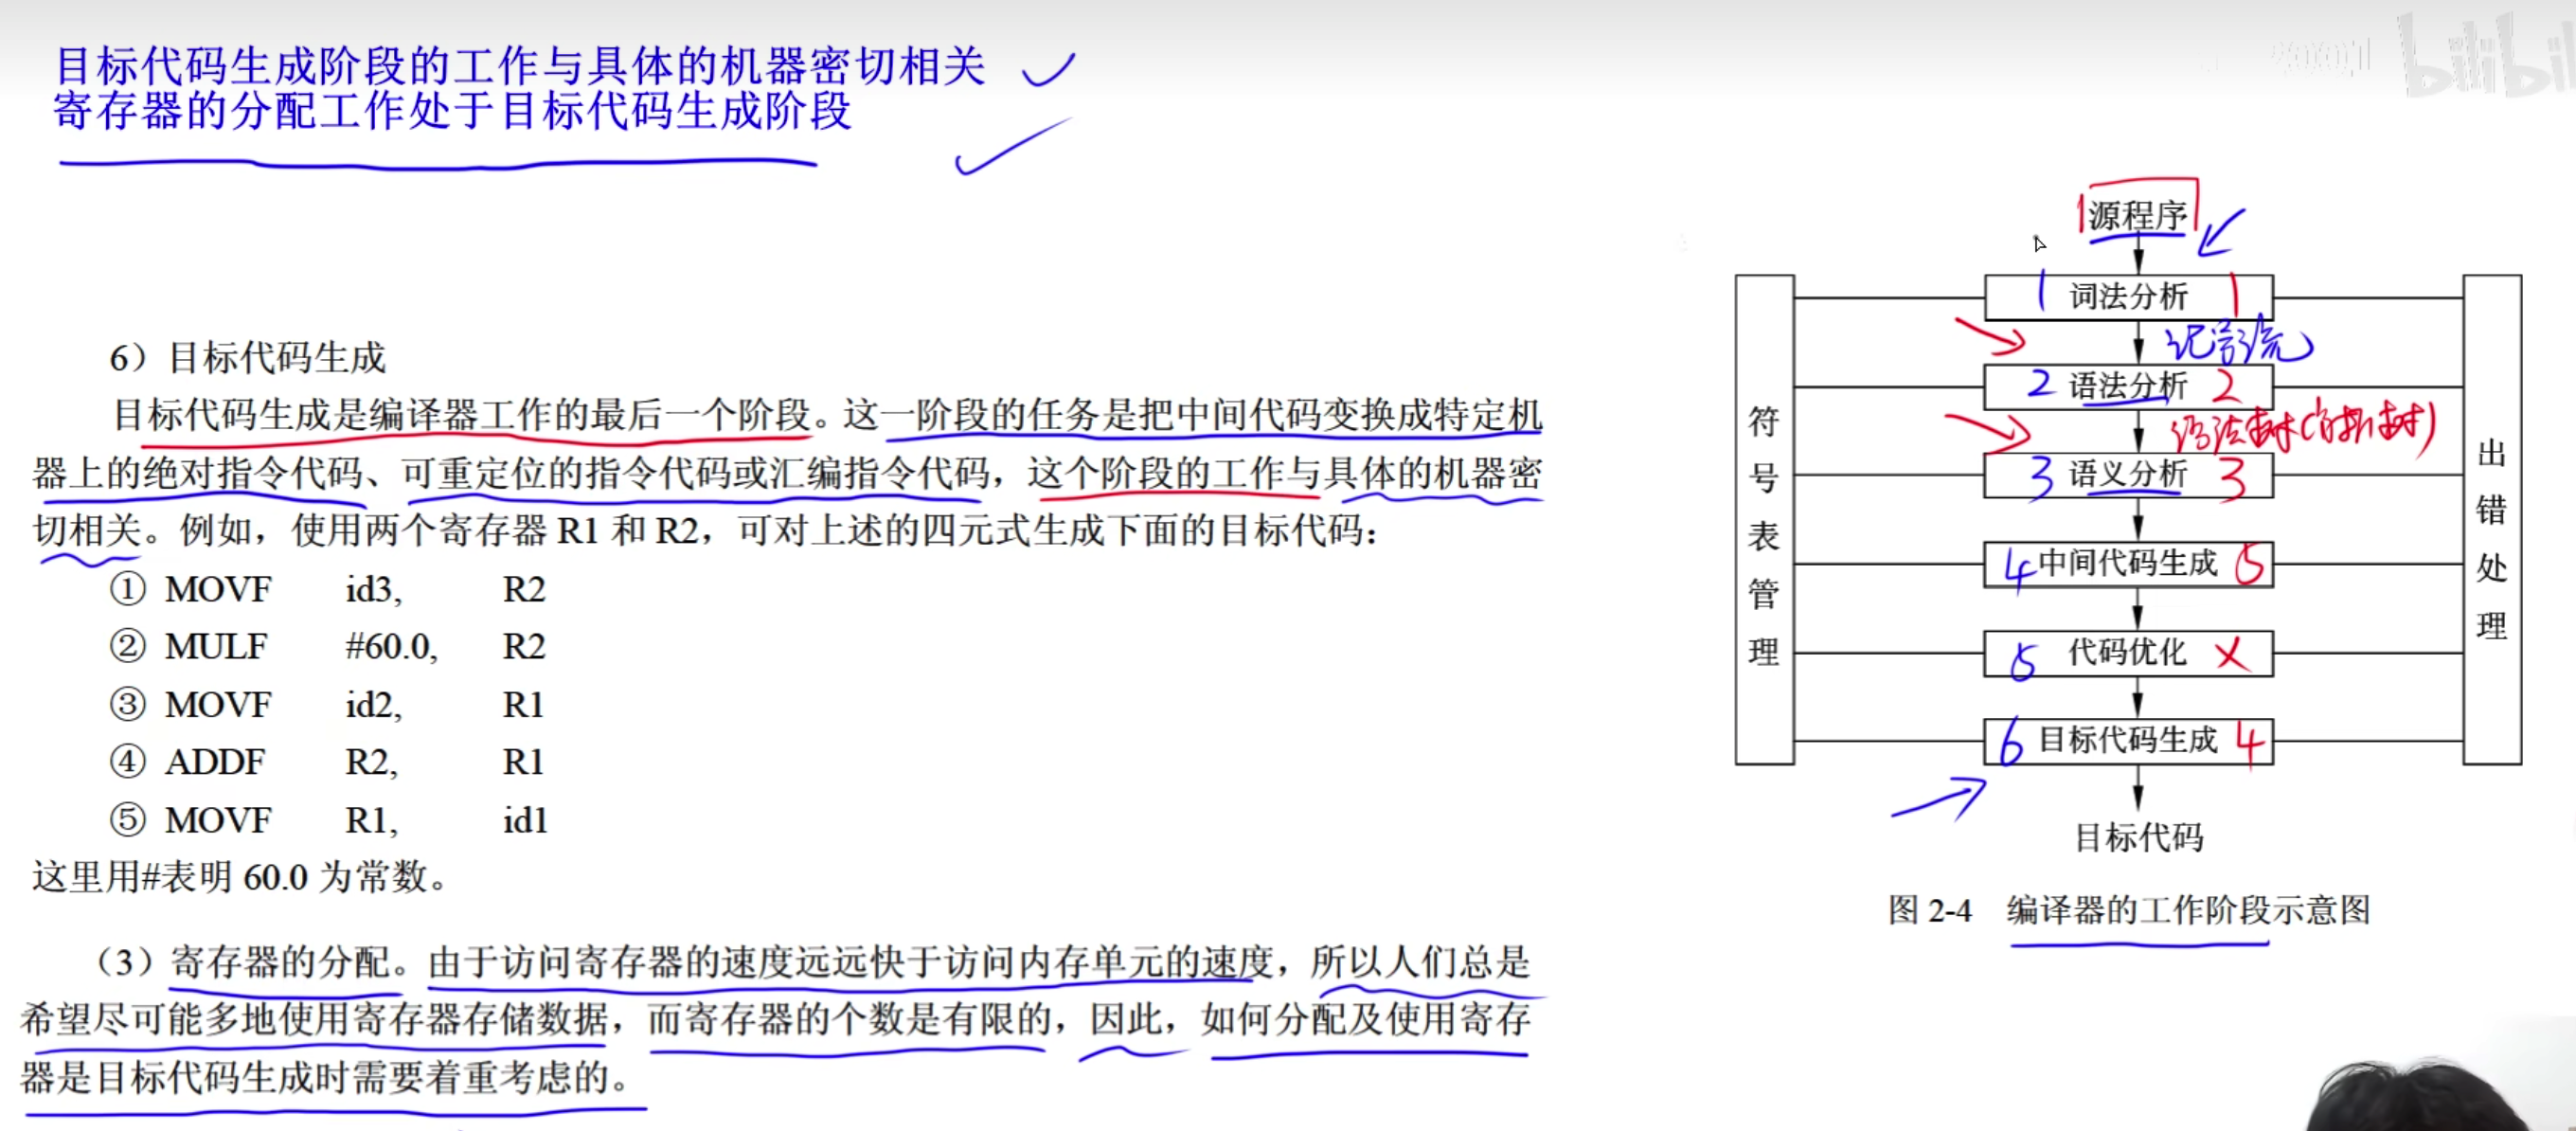 目标代码生成阶段的工作与具体的机器密切相关
寄存器的分配工作处于目标代码生成阶段
bilibil
6）目标代码生成
目标代码生成是编译器工作的最后一个阶段。这一阶段的任务是把中间代码变换成特定机
器上的绝对指令代码、可重定位的指令代码或汇编指令代码，这个阶段的工作与具体的机器密
切相关。例如，使用两个寄存器 R1 和 R2，可对上述的四元式生成下面的目标代码：
① MOVF id3, R2
② MULF #60.0, R2
③ MOVF id2, R1
④ ADDF R2, R1
⑤ MOVF R1, id1
这里用#表明 60.0 为常数。
（3）寄存器的分配。由于访问寄存器的速度远远快于访问内存单元的速度，所以人们总是
希望尽可能多地使用寄存器存储数据，而寄存器的个数是有限的，因此，如何分配及使用寄存
器是目标代码生成时需要着重考虑的。
源程序
1 词法分析 1
记号流
2 语法分析 2
语法树(分析树)
3 语义分析 3
4 中间代码生成 5
5 代码优化 ×
6 目标代码生成 4
目标代码
符号表管理
出错处理
图 2-4 编译器的工作阶段示意图